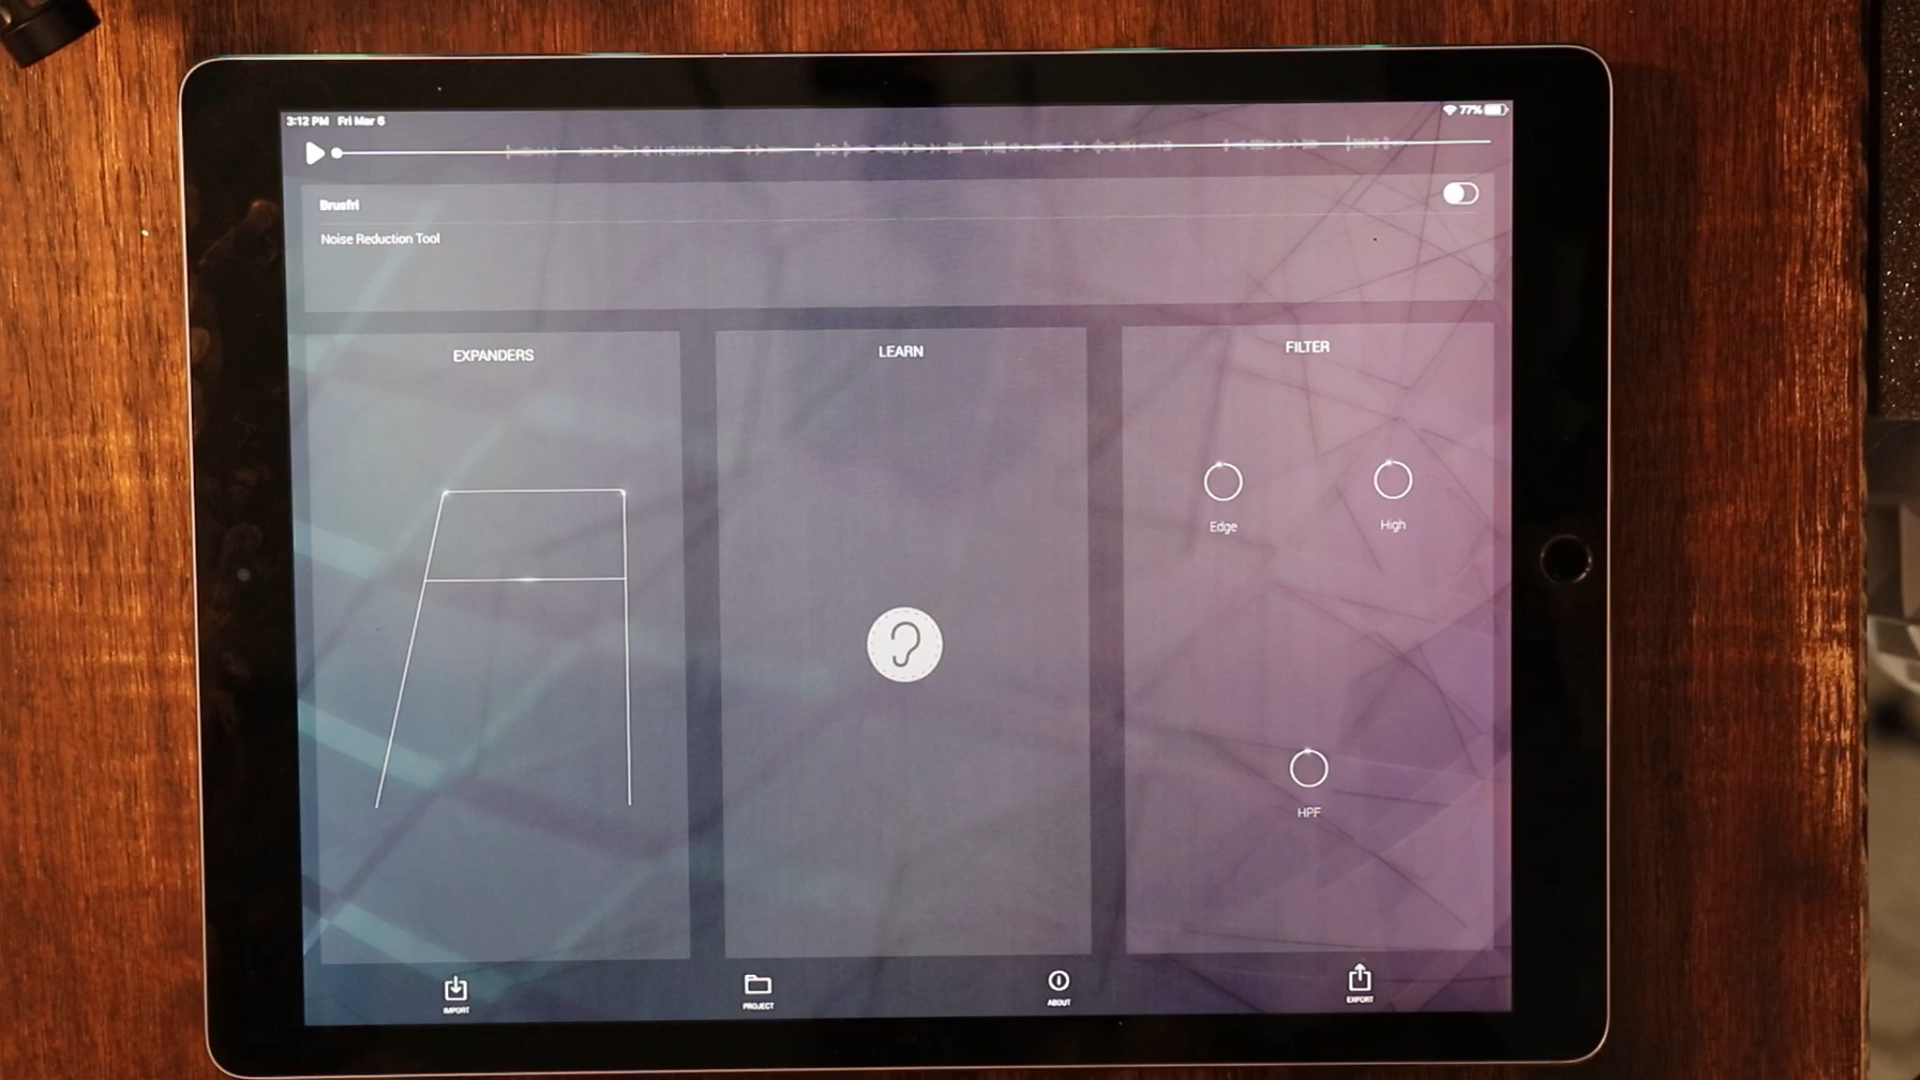 3:12 PM Fri Mar 6 77%
Brusfri
Noise Reduction Tool
EXPANDERS
LEARN
FILTER
Edge
High
HPF
IMPORT
PROJECT
ABOUT
EXPORT